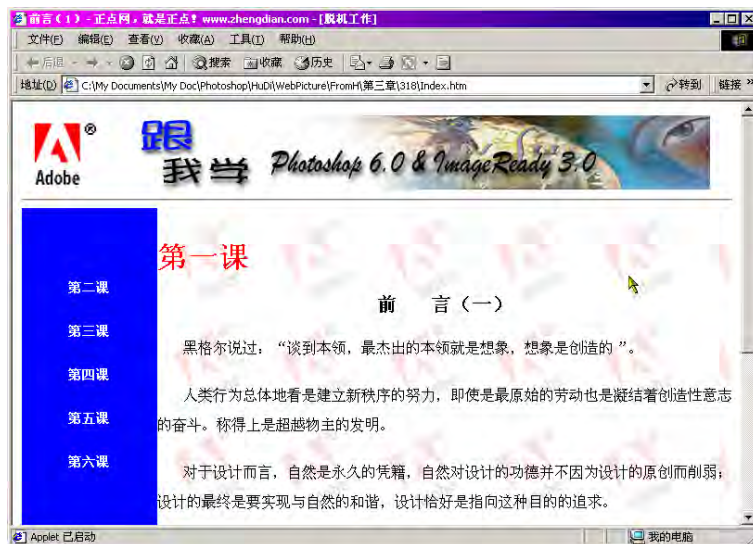 前言(1)-正点网，就是正点! www.zhengdian.com - [脱机工作]
文件(F) 编辑(E) 查看(V) 收藏(A) 工具(T) 帮助(H)
后退 搜索 收藏 历史
地址(D) C:\My Documents\My Doc\Photoshop\HuDi\WebPicture\FromH\第三章\318\Index.htm 转到 链接 »
Adobe ® 跟我学 Photoshop 6.0 & ImageReady 3.0
第一课
第二课
第三课
第四课
第五课
第六课
前 言（一）
黑格尔说过：“谈到本领，最杰出的本领就是想象，想象是创造的 ”。
人类行为总体地看是建立新秩序的努力，即使是最原始的劳动也是凝结着创造性意志
的奋斗。称得上是超越物主的发明。
对于设计而言，自然是永久的凭籍，自然对设计的功德并不因为设计的原创而削弱；
设计的最终是要实现与自然的和谐，设计恰好是指向这种目的的追求。
Applet 已启动 我的电脑